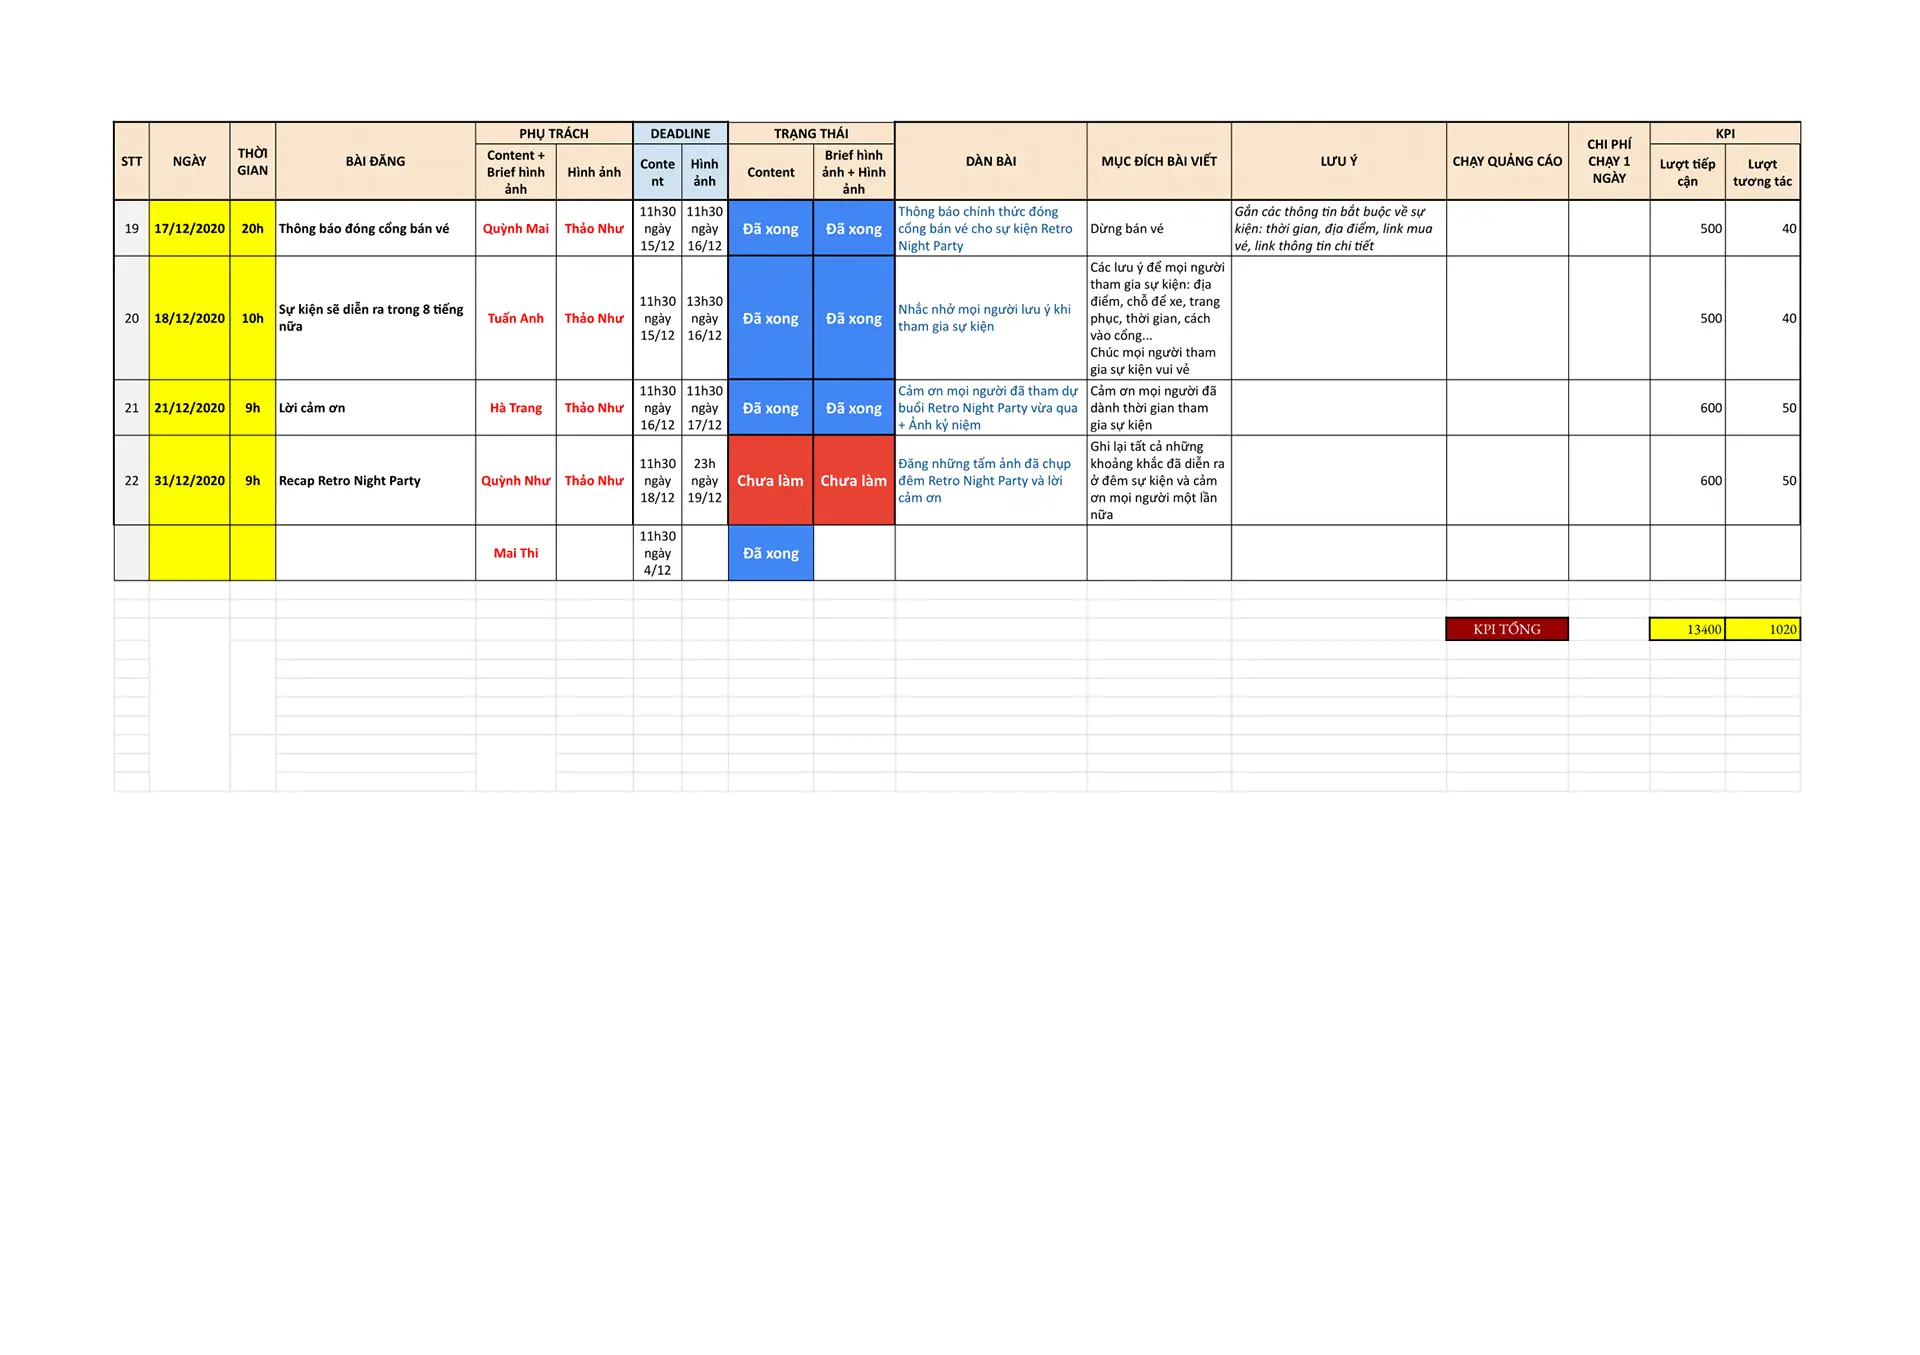 STT
NGÀY
THỜI
GIAN
BÀI ĐĂNG
PHỤ TRÁCH
Content +
Brief hình
ảnh
Hình ảnh
DEADLINE
Conte
nt
Hình
ảnh
TRẠNG THÁI
Content
Brief hình
ảnh + Hình
ảnh
DÀN BÀI
MỤC ĐÍCH BÀI VIẾT
LƯU Ý
CHẠY QUẢNG CÁO
CHI PHÍ
CHẠY 1
NGÀY
KPI
Lượt tiếp
cận
Lượt
tương tác
19
17/12/2020
20h
Thông báo đóng cổng bán vé
Quỳnh Mai
Thảo Như
11h30
ngày
15/12
11h30
ngày
16/12
Đã xong
Đã xong
Thông báo chính thức đóng
cổng bán vé cho sự kiện Retro
Night Party
Dừng bán vé
Gắn các thông tin bắt buộc về sự
kiện: thời gian, địa điểm, link mua
vé, link thông tin chi tiết
500
40
20
18/12/2020
10h
Sự kiện sẽ diễn ra trong 8 tiếng
nữa
Tuấn Anh
Thảo Như
11h30
ngày
15/12
13h30
ngày
16/12
Đã xong
Đã xong
Nhắc nhở mọi người lưu ý khi
tham gia sự kiện
Các lưu ý để mọi người
tham gia sự kiện: địa
điểm, chỗ để xe, trang
phục, thời gian, cách
vào cổng...
Chúc mọi người tham
gia sự kiện vui vẻ
500
40
21
21/12/2020
9h
Lời cảm ơn
Hà Trang
Thảo Như
11h30
ngày
16/12
11h30
ngày
17/12
Đã xong
Đã xong
Cảm ơn mọi người đã tham dự
buổi Retro Night Party vừa qua
+ Ảnh kỷ niệm
Cảm ơn mọi người đã
dành thời gian tham
gia sự kiện
600
50
22
31/12/2020
9h
Recap Retro Night Party
Quỳnh Như
Thảo Như
11h30
ngày
18/12
23h
ngày
19/12
Chưa làm
Chưa làm
Đăng những tấm ảnh đã chụp
đêm Retro Night Party và lời
cảm ơn
Ghi lại tất cả những
khoảng khắc đã diễn ra
ở đêm sự kiện và cảm
ơn mọi người một lần
nữa
600
50
Mai Thi
11h30
ngày
4/12
Đã xong
KPI TỔNG
13400
1020